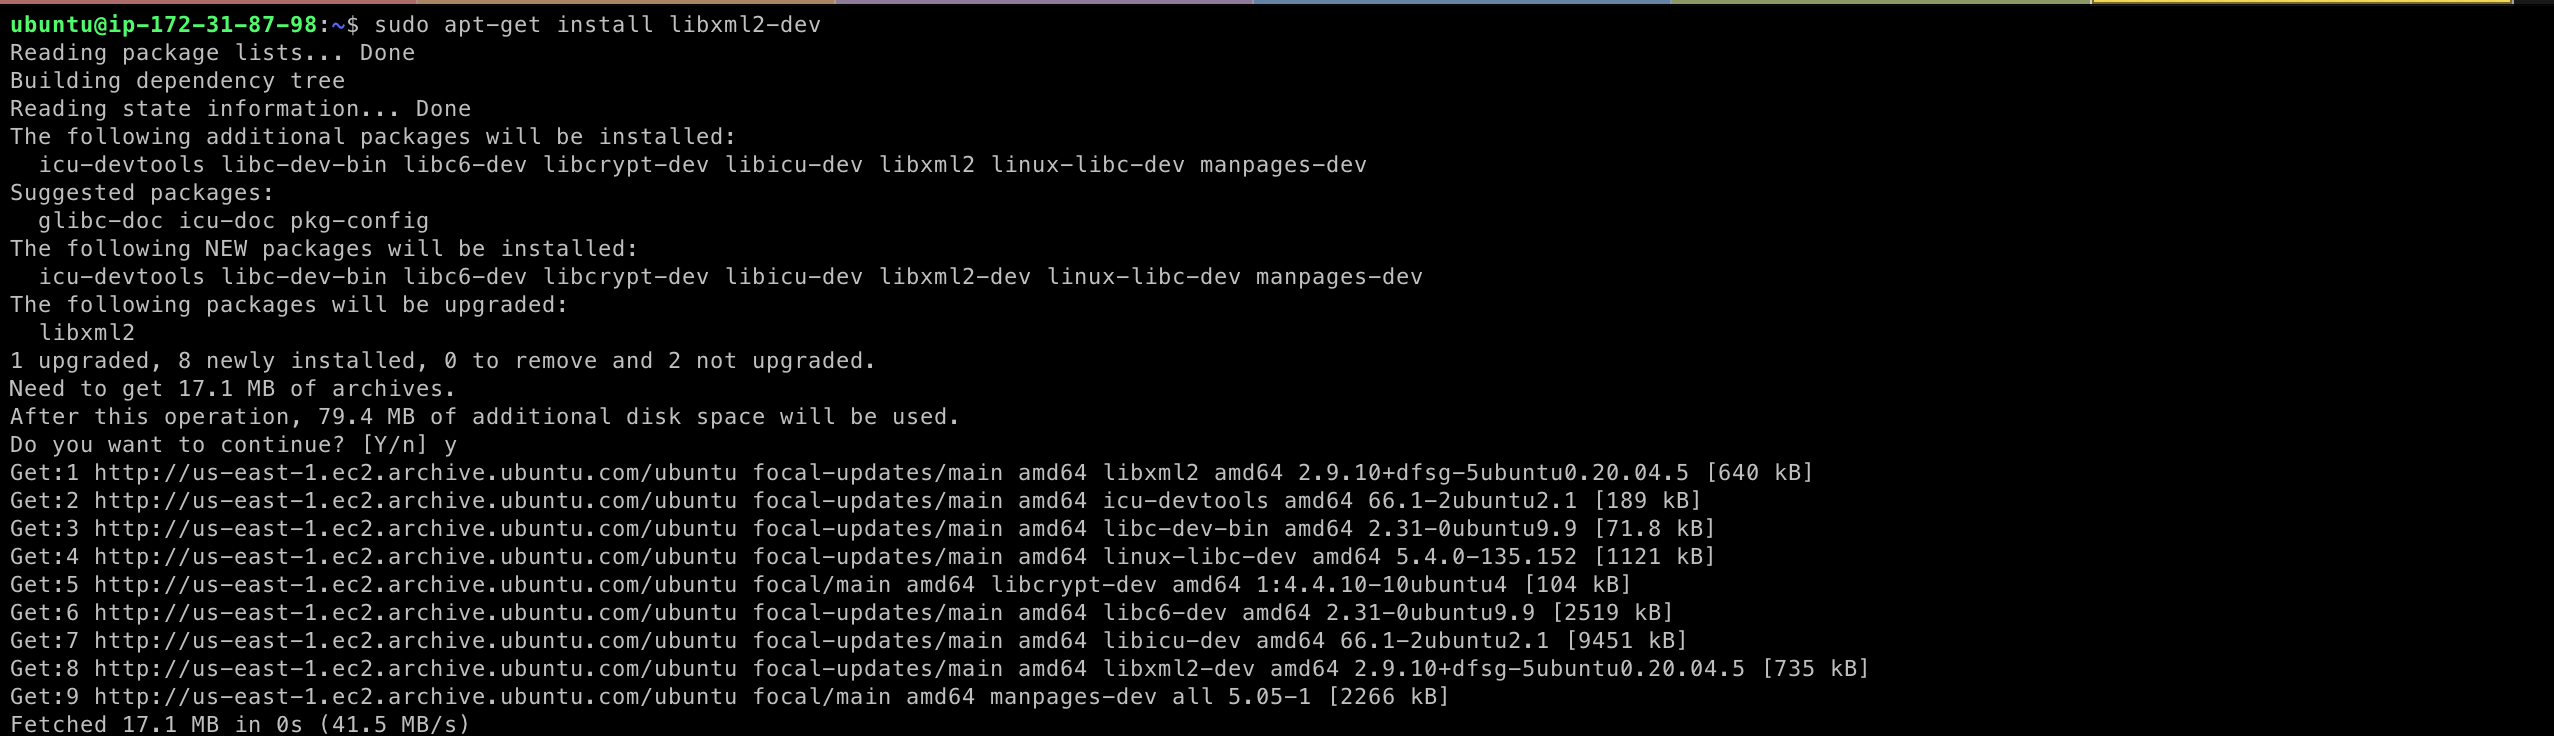 ubuntu@ip-172-31-87-98:~$ sudo apt-get install libxml2-dev
Reading package lists... Done
Building dependency tree
Reading state information... Done
The following additional packages will be installed:
  icu-devtools libc-dev-bin libc6-dev libcrypt-dev libicu-dev libxml2 linux-libc-dev manpages-dev
Suggested packages:
  glibc-doc icu-doc pkg-config
The following NEW packages will be installed:
  icu-devtools libc-dev-bin libc6-dev libcrypt-dev libicu-dev libxml2-dev linux-libc-dev manpages-dev
The following packages will be upgraded:
  libxml2
1 upgraded, 8 newly installed, 0 to remove and 2 not upgraded.
Need to get 17.1 MB of archives.
After this operation, 79.4 MB of additional disk space will be used.
Do you want to continue? [Y/n] y
Get:1 http://us-east-1.ec2.archive.ubuntu.com/ubuntu focal-updates/main amd64 libxml2 amd64 2.9.10+dfsg-5ubuntu0.20.04.5 [640 kB]
Get:2 http://us-east-1.ec2.archive.ubuntu.com/ubuntu focal-updates/main amd64 icu-devtools amd64 66.1-2ubuntu2.1 [189 kB]
Get:3 http://us-east-1.ec2.archive.ubuntu.com/ubuntu focal-updates/main amd64 libc-dev-bin amd64 2.31-0ubuntu9.9 [71.8 kB]
Get:4 http://us-east-1.ec2.archive.ubuntu.com/ubuntu focal-updates/main amd64 linux-libc-dev amd64 5.4.0-135.152 [1121 kB]
Get:5 http://us-east-1.ec2.archive.ubuntu.com/ubuntu focal/main amd64 libcrypt-dev amd64 1:4.4.10-10ubuntu4 [104 kB]
Get:6 http://us-east-1.ec2.archive.ubuntu.com/ubuntu focal-updates/main amd64 libc6-dev amd64 2.31-0ubuntu9.9 [2519 kB]
Get:7 http://us-east-1.ec2.archive.ubuntu.com/ubuntu focal-updates/main amd64 libicu-dev amd64 66.1-2ubuntu2.1 [9451 kB]
Get:8 http://us-east-1.ec2.archive.ubuntu.com/ubuntu focal-updates/main amd64 libxml2-dev amd64 2.9.10+dfsg-5ubuntu0.20.04.5 [735 kB]
Get:9 http://us-east-1.ec2.archive.ubuntu.com/ubuntu focal/main amd64 manpages-dev all 5.05-1 [2266 kB]
Fetched 17.1 MB in 0s (41.5 MB/s)